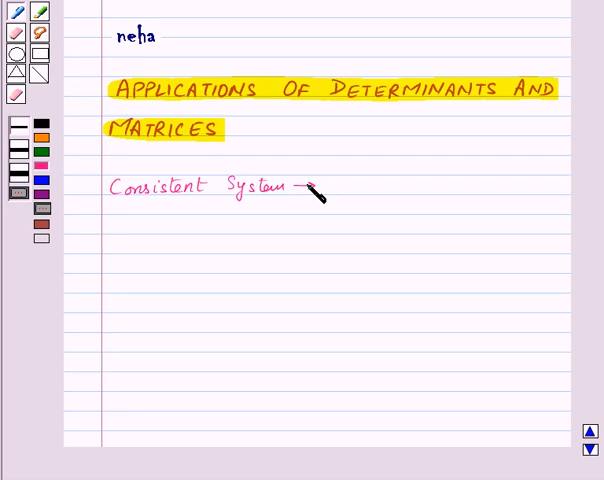 neha
APPLICATIONS OF DETERMINANTS AND
MATRICES
Consistent System →